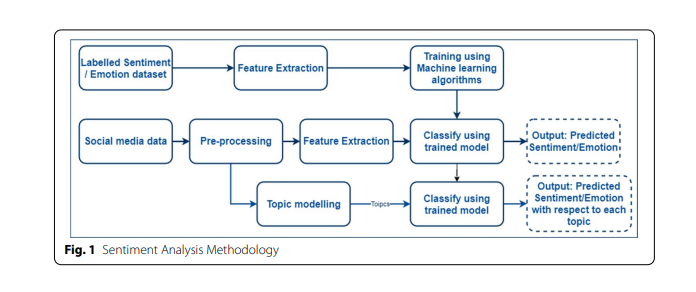 Labelled Sentiment
/ Emotion dataset
Feature Extraction
Training using
Machine learning
algorithms
Social media data
Pre-processing
Feature Extraction
Classify using
trained model
Output: Predicted
Sentiment/Emotion
Topic modelling
Toipcs
Classify using
trained model
Output: Predicted
Sentiment/Emotion
with respect to each
topic
Fig. 1 Sentiment Analysis Methodology